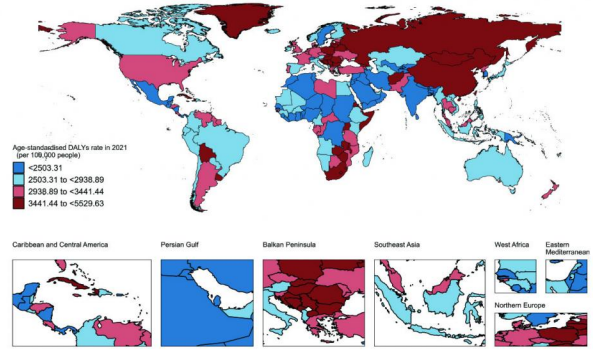 Age-standardised DALYs rate in 2021
(per 100,000 people)
<2503.31
2503.31 to <2938.89
2938.89 to <3441.44
3441.44 to <5529.63
Caribbean and Central America
Persian Gulf
Balkan Peninsula
Southeast Asia
West Africa
Eastern
Mediterranean
Northern Europe